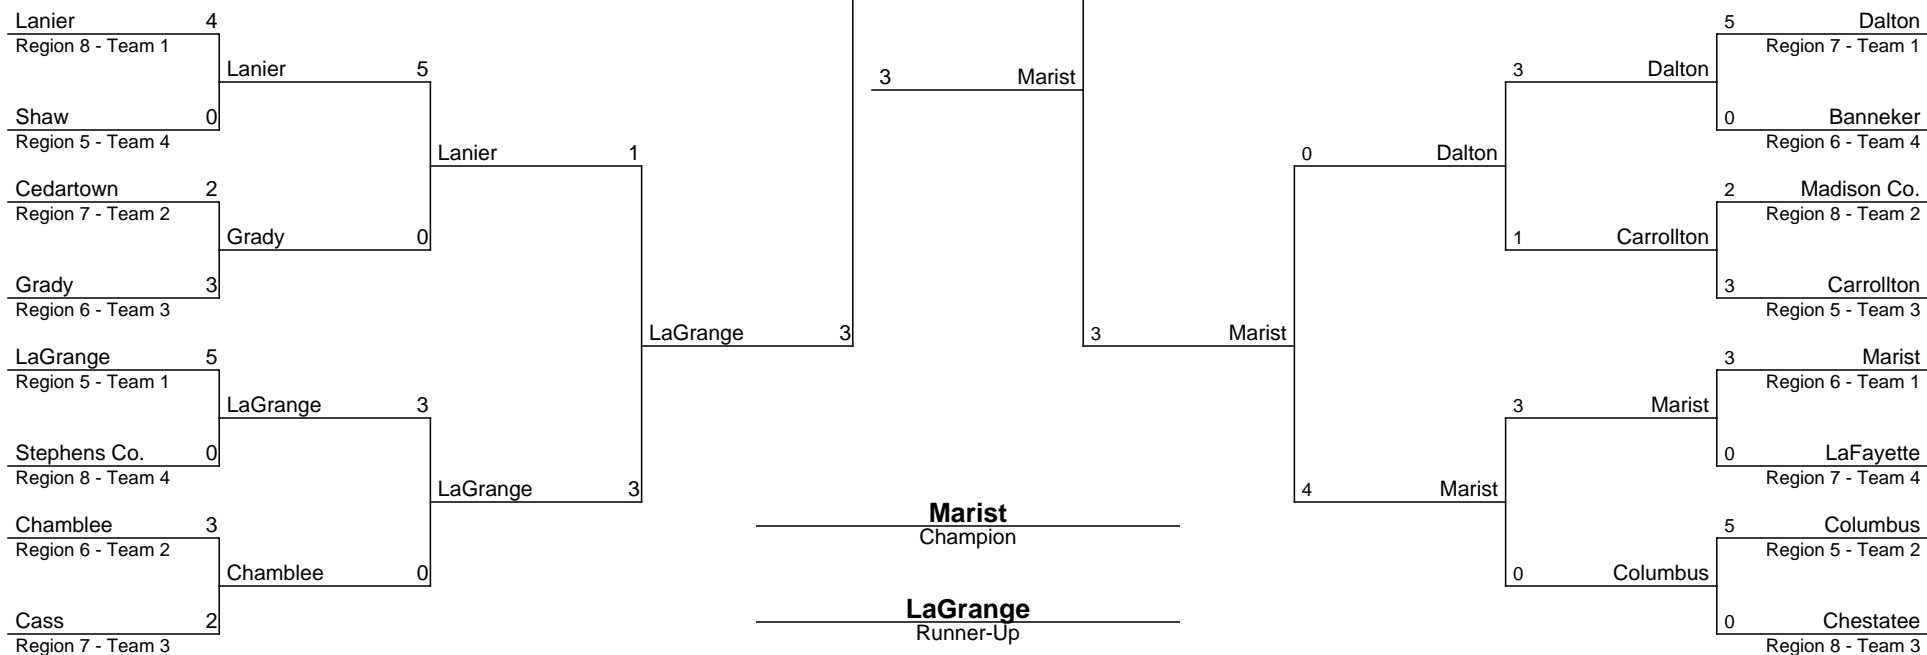 Lanier 4
Region 8 - Team 1
Lanier 5
Shaw 0
Region 5 - Team 4
Lanier 1
Cedartown 2
Region 7 - Team 2
Grady 0
Grady 3
Region 6 - Team 3
LaGrange 3
LaGrange 5
Region 5 - Team 1
LaGrange 3
Stephens Co. 0
Region 8 - Team 4
LaGrange 3
Chamblee 3
Region 6 - Team 2
Chamblee 0
Cass 2
Region 7 - Team 3
3 Marist
Marist
Champion
LaGrange
Runner-Up
5 Dalton
Region 7 - Team 1
3 Dalton
0 Banneker
Region 6 - Team 4
0 Dalton
2 Madison Co.
Region 8 - Team 2
1 Carrollton
3 Carrollton
Region 5 - Team 3
3 Marist
3 Marist
Region 6 - Team 1
3 Marist
0 LaFayette
Region 7 - Team 4
4 Marist
5 Columbus
Region 5 - Team 2
0 Columbus
0 Chestatee
Region 8 - Team 3